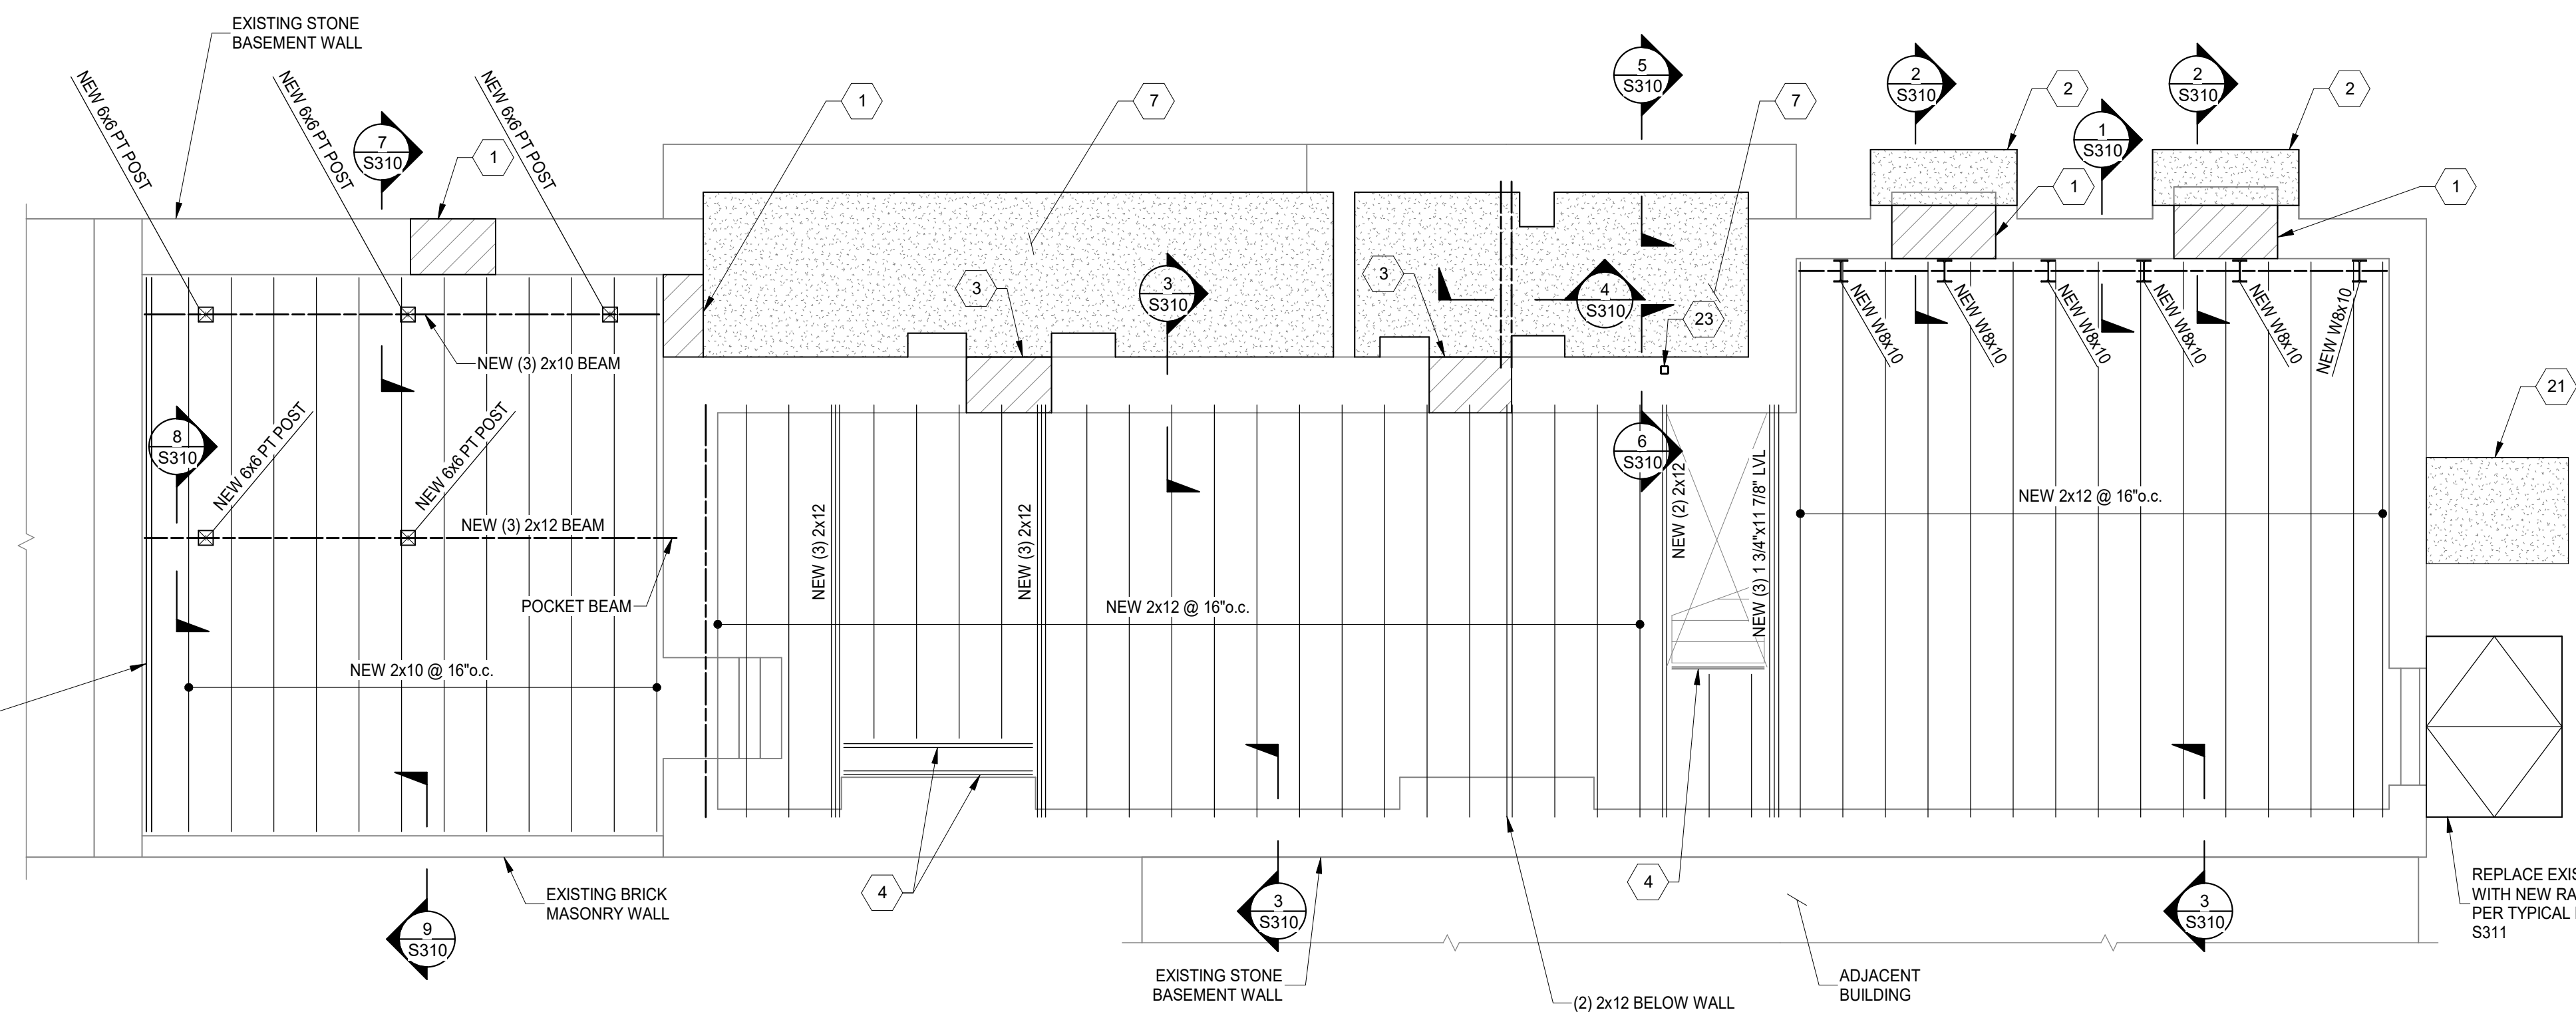 EXISTING STONE
BASEMENT WALL
NEW 6x6 PT POST
NEW 6x6 PT POST
NEW 6x6 PT POST
7
S310
1
1
7
5
S310
7
2
S310
2
1
S310
2
S310
2
1
1
3
3
S310
3
4
S310
23
NEW W8x10
NEW W8x10
NEW W8x10
NEW W8x10
NEW W8x10
NEW W8x10
NEW (3) 2x10 BEAM
21
8
S310
NEW 6x6 PT POST
NEW 6x6 PT POST
NEW (3) 2x12 BEAM
6
S310
NEW (3) 2x12
NEW (3) 2x12
NEW (2) 2x12
NEW (3) 1 3/4"x11 7/8" LVL
NEW 2x12 @ 16"o.c.
POCKET BEAM
NEW 2x12 @ 16"o.c.
NEW 2x10 @ 16"o.c.
EXISTING BRICK
MASONRY WALL
4
4
REPLACE EXIS
WITH NEW RA
PER TYPICAL
S311
9
S310
3
S310
3
S310
EXISTING STONE
BASEMENT WALL
(2) 2x12 BELOW WALL
ADJACENT
BUILDING